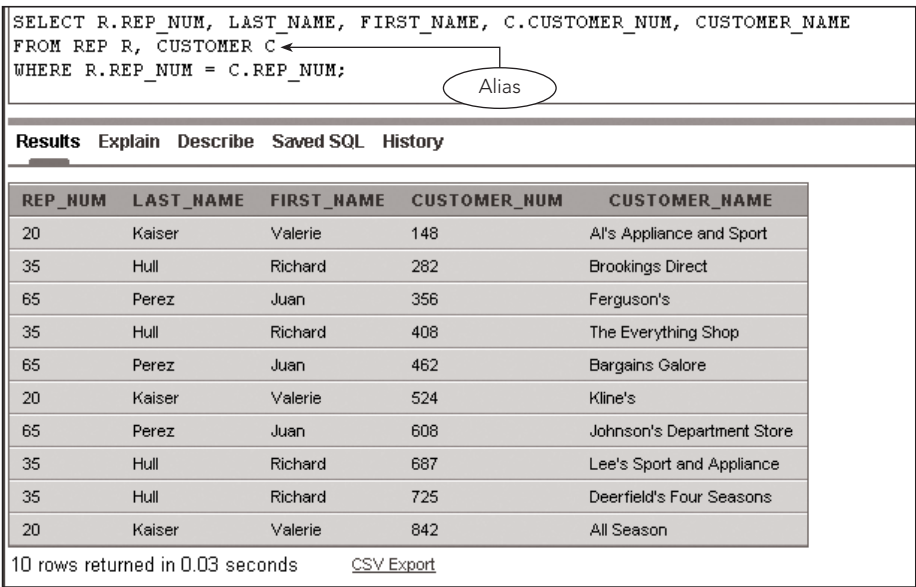 SELECT R.REP_NUM, LAST_NAME, FIRST_NAME, C.CUSTOMER_NUM, CUSTOMER_NAME
FROM REP R, CUSTOMER C
WHERE R.REP_NUM = C.REP_NUM;
Alias
Results Explain Describe Saved SQL History
REP_NUM LAST_NAME FIRST_NAME CUSTOMER_NUM CUSTOMER_NAME
20 Kaiser Valerie 148 Al's Appliance and Sport
35 Hull Richard 282 Brookings Direct
65 Perez Juan 356 Ferguson's
35 Hull Richard 408 The Everything Shop
65 Perez Juan 462 Bargains Galore
20 Kaiser Valerie 524 Kline's
65 Perez Juan 608 Johnson's Department Store
35 Hull Richard 687 Lee's Sport and Appliance
35 Hull Richard 725 Deerfield's Four Seasons
20 Kaiser Valerie 842 All Season
10 rows returned in 0.03 seconds CSV Export